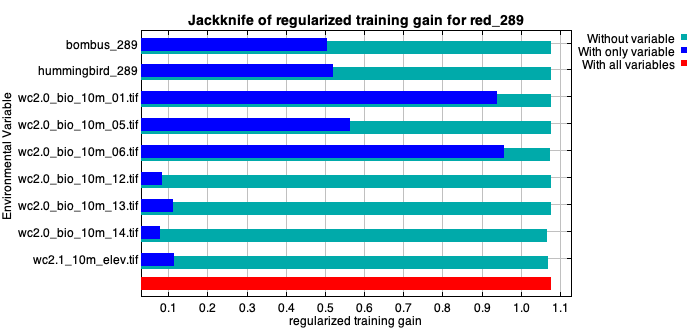 Jackknife of regularized training gain for red_289
Without variable
With only variable
With all variables
Environmental Variable
bombus_289
hummingbird_289
wc2.0_bio_10m_01.tif
wc2.0_bio_10m_05.tif
wc2.0_bio_10m_06.tif
wc2.0_bio_10m_12.tif
wc2.0_bio_10m_13.tif
wc2.0_bio_10m_14.tif
wc2.1_10m_elev.tif
0.1 0.2 0.3 0.4 0.5 0.6 0.7 0.8 0.9 1.0 1.1
regularized training gain